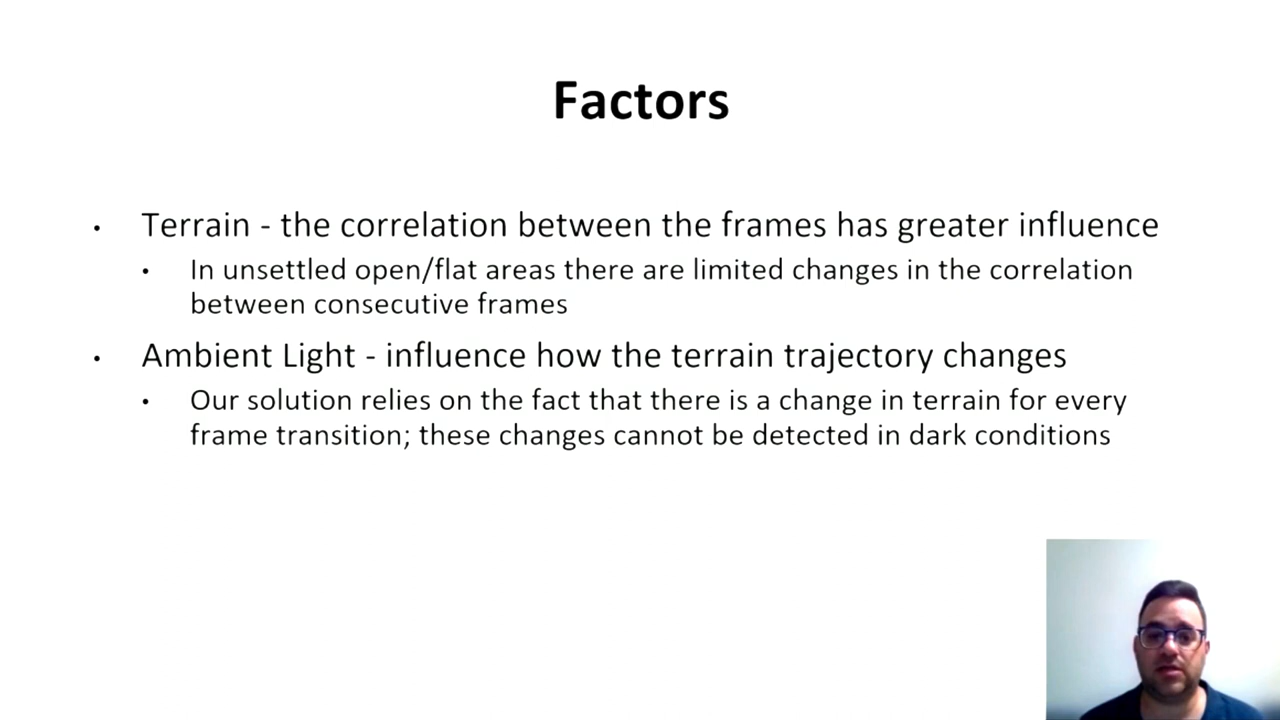 Factors
• Terrain - the correlation between the frames has greater influence
• In unsettled open/flat areas there are limited changes in the correlation
between consecutive frames
• Ambient Light - influence how the terrain trajectory changes
• Our solution relies on the fact that there is a change in terrain for every
frame transition; these changes cannot be detected in dark conditions